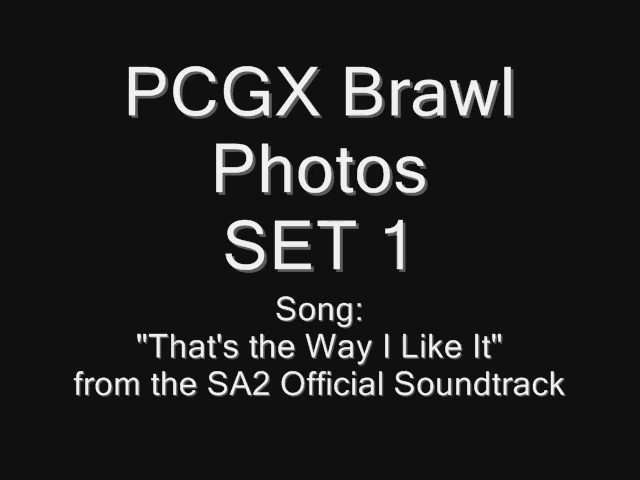 PCGX Brawl
Photos
SET 1
Song:
"That's the Way I Like It"
from the SA2 Official Soundtrack